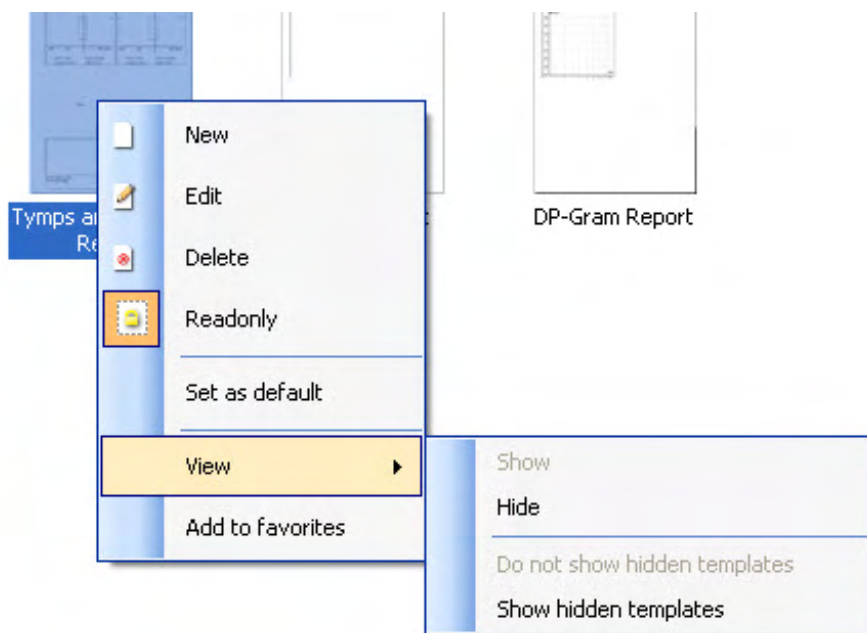 New
Edit
Tymps
DP-Gram Report
Delete
Readonly
Set as default
View
Show
Hide
Add to favorites
Do not show hidden templates
Show hidden templates